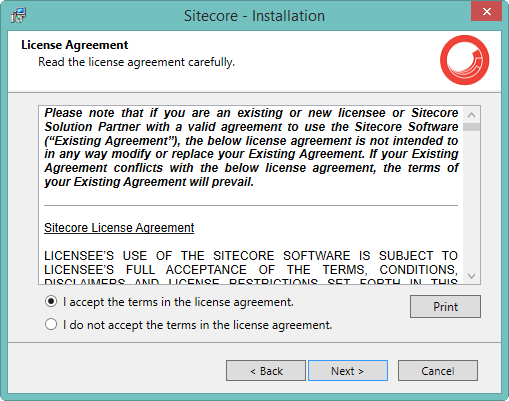 Sitecore - Installation
License Agreement
Read the license agreement carefully.
Please note that if you are an existing or new licensee or Sitecore
Solution Partner with a valid agreement to use the Sitecore Software
(“Existing Agreement”), the below license agreement is not intended to
in any way modify or replace your Existing Agreement. If your Existing
Agreement conflicts with the below license agreement, the terms of
your Existing Agreement will prevail.
Sitecore License Agreement
LICENSEE’S USE OF THE SITECORE SOFTWARE IS SUBJECT TO
LICENSEE’S FULL ACCEPTANCE OF THE TERMS, CONDITIONS,
DISCLAIMERS AND LICENSE RESTRICTIONS SET FORTH IN THIS
I accept the terms in the license agreement.
Print
I do not accept the terms in the license agreement.
< Back
Next >
Cancel